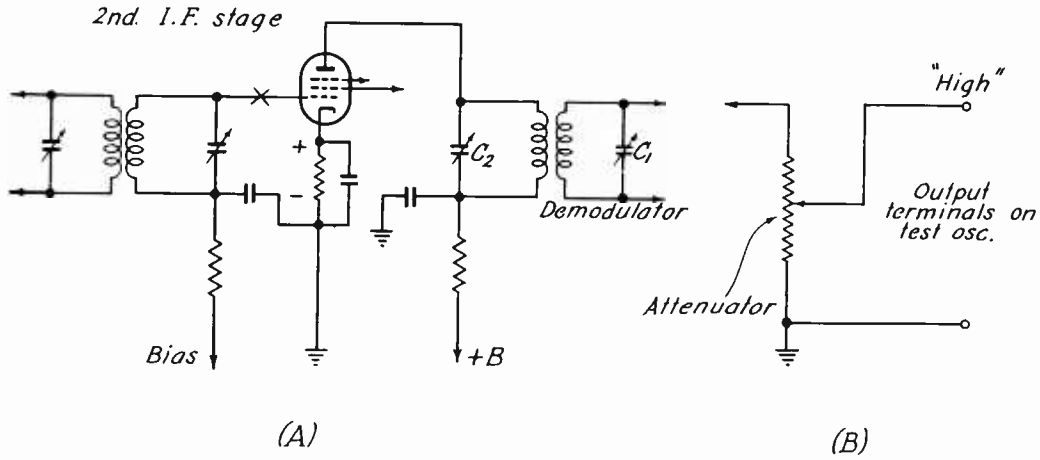 2nd. I.F. stage
+
-
C2
C1
Demodulator
Bias
+B
(A)
"High"
Output
terminals on
test osc.
Attenuator
(B)